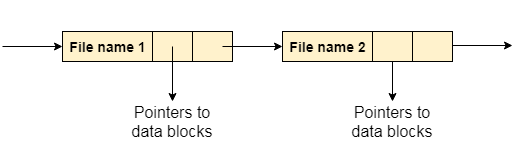 File name 1
File name 2
Pointers to
data blocks
Pointers to
data blocks